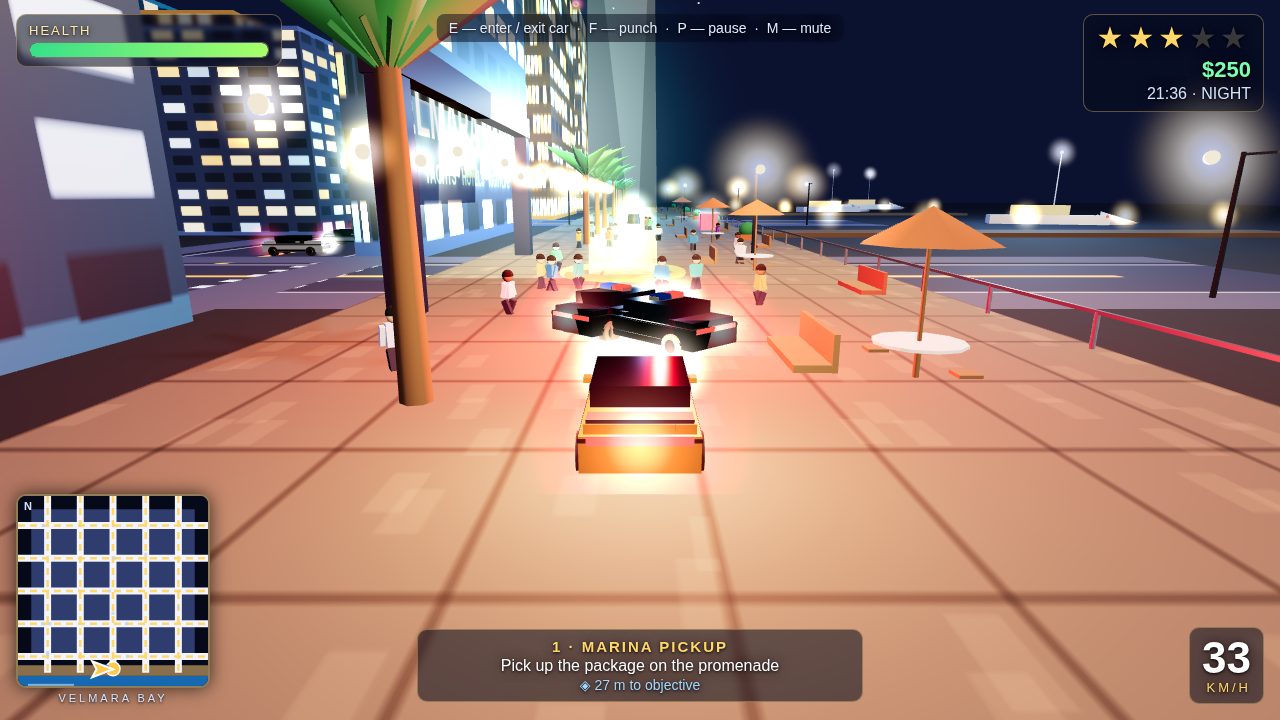 HEALTH
E — enter / exit car · F — punch · P — pause · M — mute
★★★★★
$250
21:36 · NIGHT
N
VELMARA BAY
1 · MARINA PICKUP
Pick up the package on the promenade
◈ 27 m to objective
33
KM/H